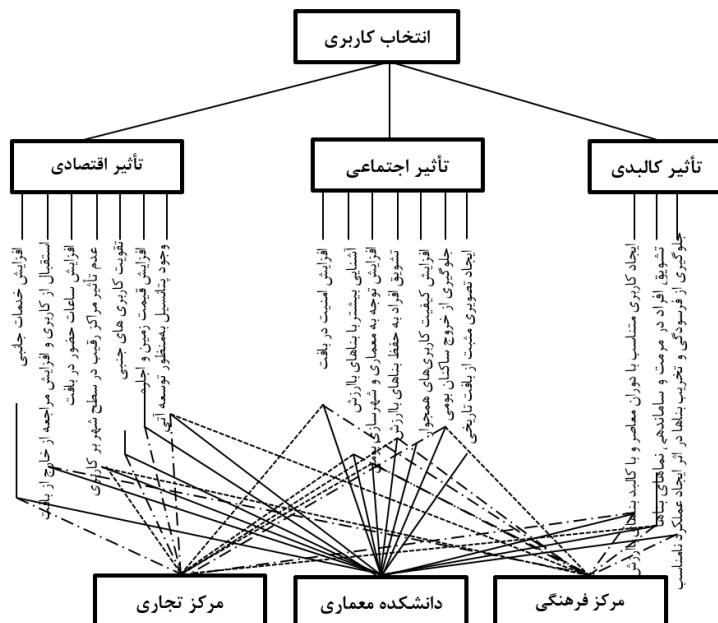 انتخاب کاربری
تأثیر کالبدی
تأثیر اجتماعی
تأثیر اقتصادی
جلوگیری از فرسودگی و تخریب بناها در اثر ایجاد عملکرد نامناسب
تشویق افراد در مرمت و ساماندهی نماهای بناها
ایجاد کاربری متناسب با دوران معاصر و با کالبد بناهای باارزش
ایجاد تصویری مثبت از بافت تاریخی
جلوگیری از خروج ساکنان بومی
افزایش کیفیت کاربری‌های همجوار
تشویق افراد به حفظ بناهای باارزش
افزایش توجه به معماری و شهرسازی بومی
آشنایی بیشتر با بناهای باارزش
افزایش امنیت در بافت
وجود پتانسیل به‌منظور توسعه آتی
افزایش قیمت زمین و اجاره
تقویت کاربری های جنبی
عدم تأثیر مراکز رقیب در سطح شهر بر کاربری
افزایش ساعات حضور در بافت
استقبال از کاربری و افزایش مراجعه از خارج از بافت
افزایش خدمات جانبی
مرکز فرهنگی
دانشکده معماری
مرکز تجاری